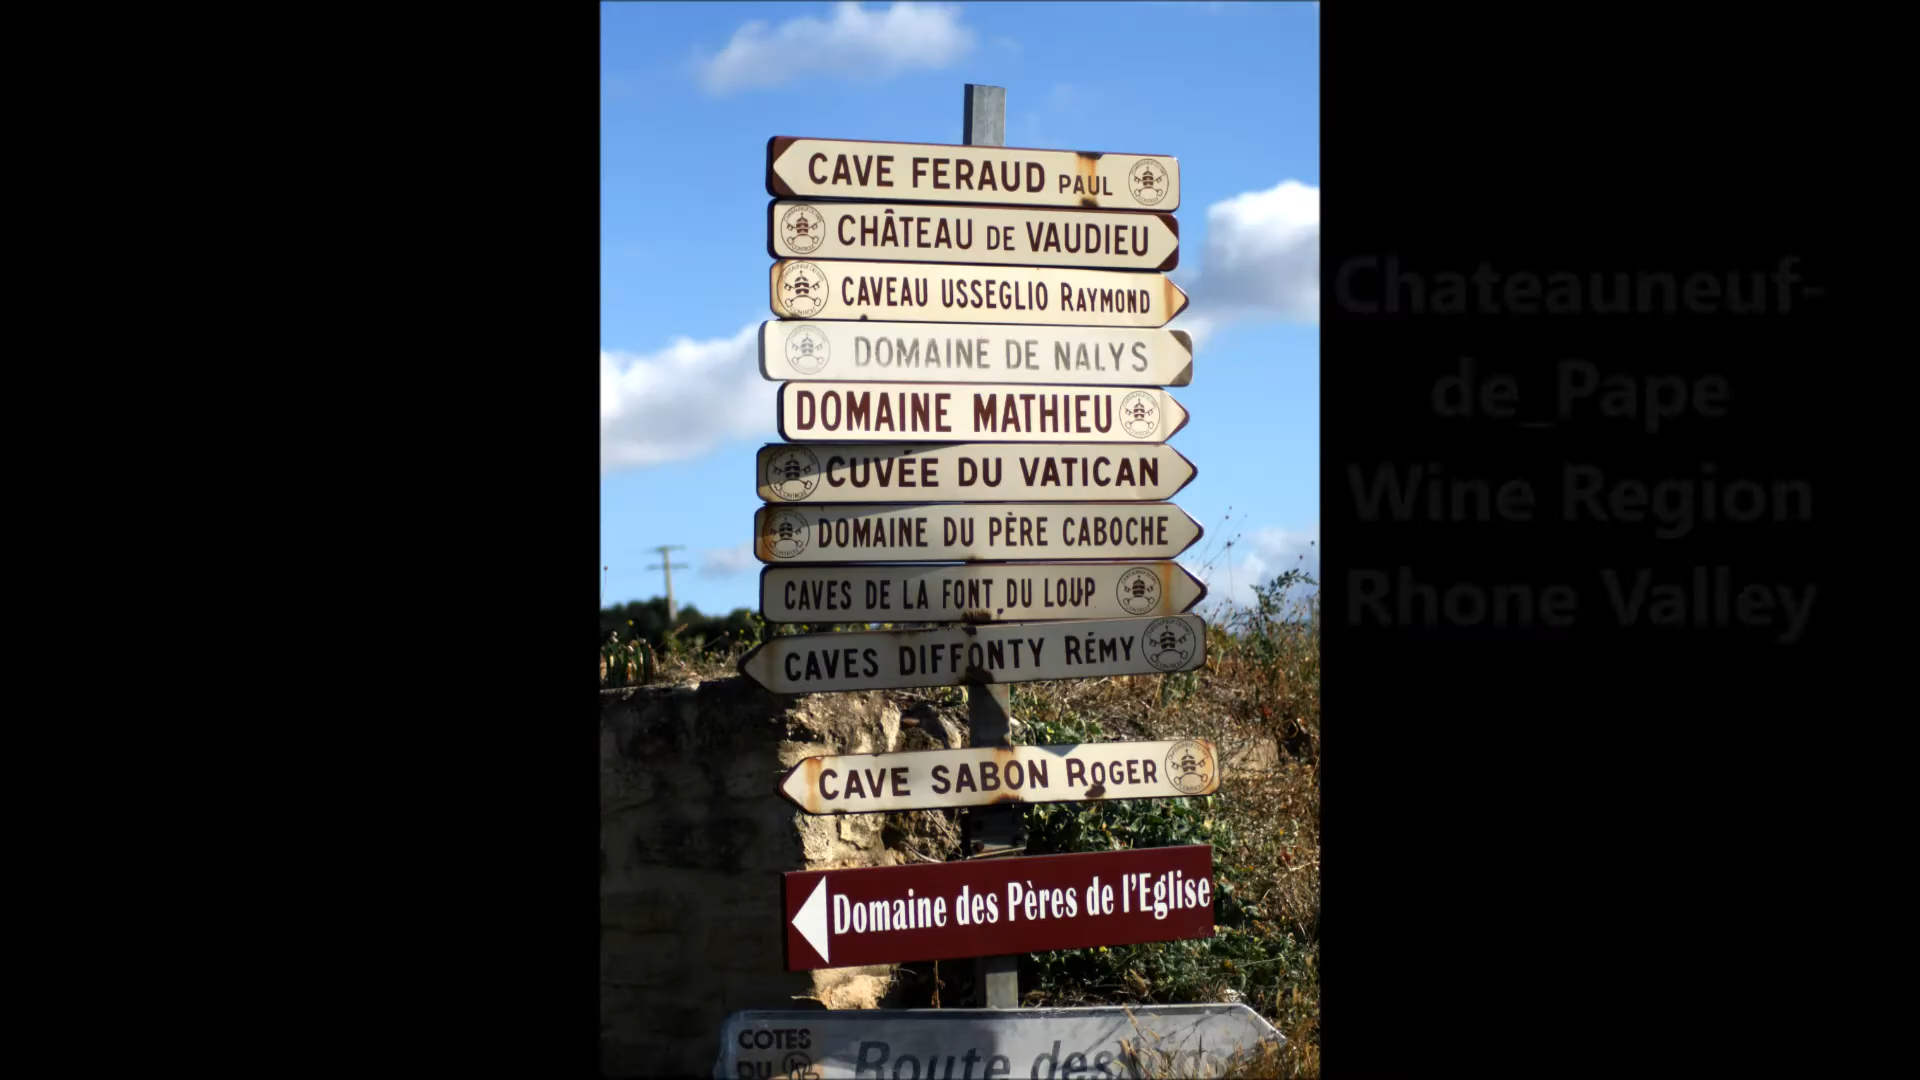 CAVE FERAUD PAUL
CHÂTEAU DE VAUDIEU
CAVEAU USSEGLIO RAYMOND
DOMAINE DE NALYS
DOMAINE MATHIEU
CUVÉE DU VATICAN
DOMAINE DU PÈRE CABOCHE
CAVES DE LA FONT DU LOUP
CAVES DIFFONTY RÉMY
CAVE SABON ROGER
Domaine des Pères de l'Eglise
COTES
DU
Route des
Chateauneuf-
de_Pape
Wine Region
Rhone Valley